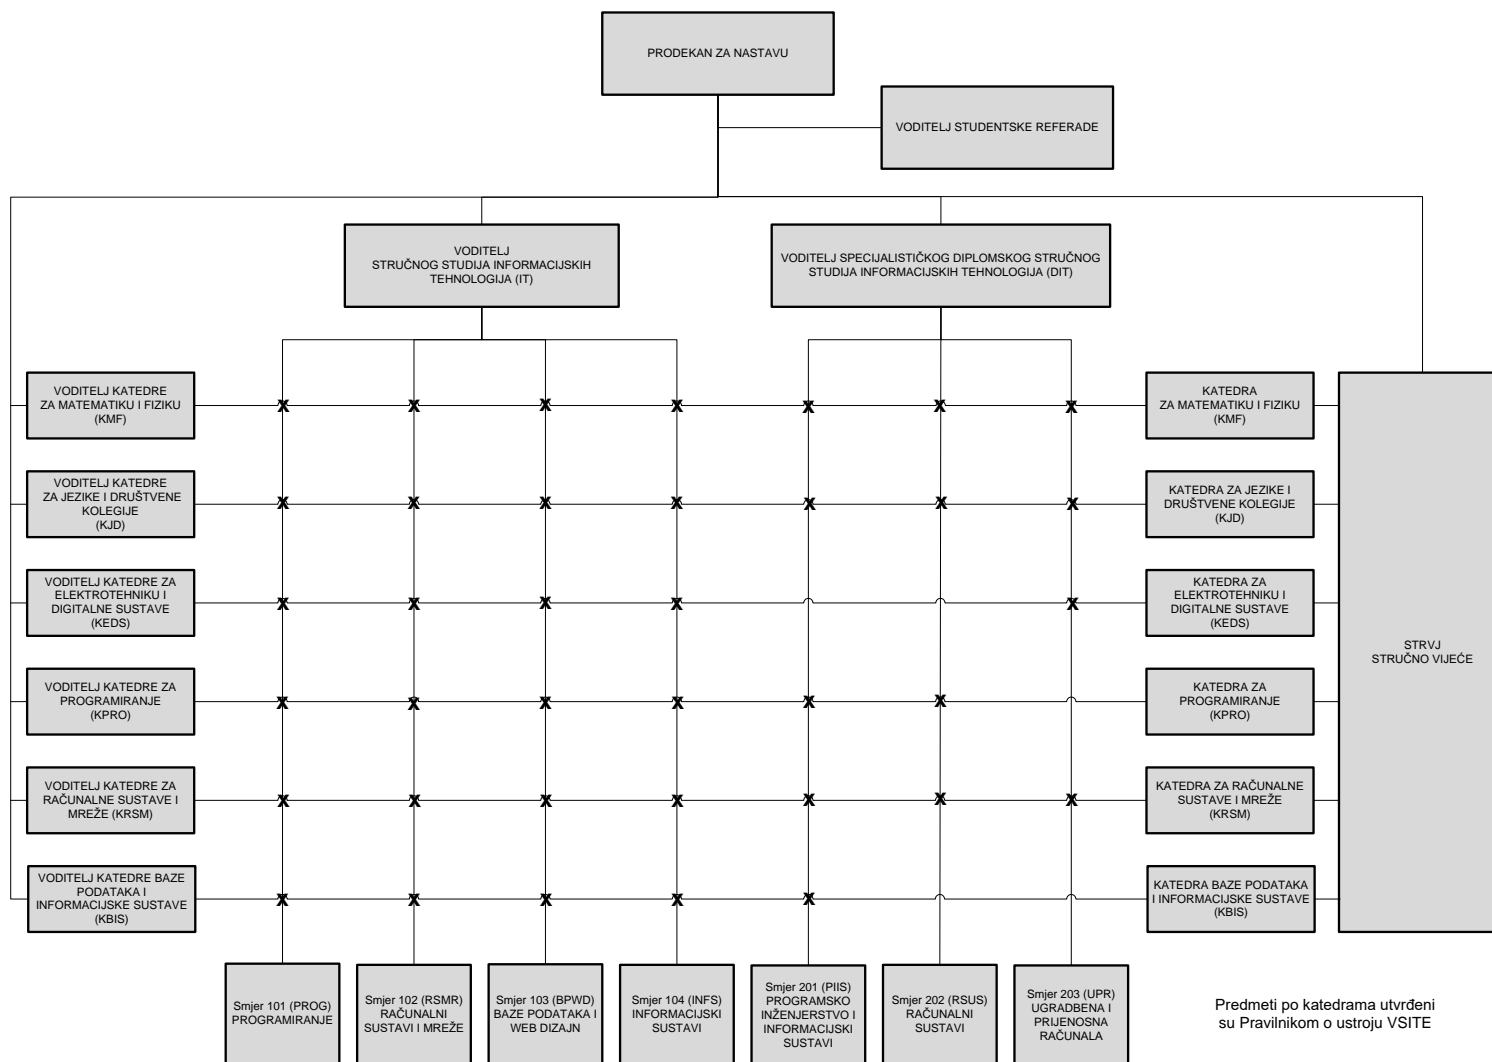 PRODEKAN ZA NASTAVU
VODITELJ STUDENTSKE REFERADE
VODITELJ
STRUČNOG STUDIJA INFORMACIJSKIH
TEHNOLOGIJA (IT)
VODITELJ SPECIJALISTIČKOG DIPLOMSKOG STRUČNOG
STUDIJA INFORMACIJSKIH TEHNOLOGIJA (DIT)
VODITELJ KATEDRE
ZA MATEMATIKU I FIZIKU
(KMF)
X X X X X X X
KATEDRA
ZA MATEMATIKU I FIZIKU
(KMF)
VODITELJ KATEDRE
ZA JEZIKE I DRUŠTVENE
KOLEGIJE
(KJD)
X X X X X X X
KATEDRA ZA JEZIKE I
DRUŠTVENE KOLEGIJE
(KJD)
VODITELJ KATEDRE ZA
ELEKTROTEHNIKU I
DIGITALNE SUSTAVE
(KEDS)
X X X X X
KATEDRA ZA
ELEKTROTEHNIKU I
DIGITALNE SUSTAVE
(KEDS)
STRVJ
STRUČNO VIJEĆE
VODITELJ KATEDRE ZA
PROGRAMIRANJE
(KPRO)
X X X X X X
KATEDRA ZA
PROGRAMIRANJE
(KPRO)
VODITELJ KATEDRE ZA
RAČUNALNE SUSTAVE I
MREŽE (KRSM)
X X X X X X X
KATEDRA ZA RAČUNALNE
SUSTAVE I MREŽE
(KRSM)
VODITELJ KATEDRE BAZE
PODATAKA I
INFORMACIJSKE SUSTAVE
(KBIS)
X X X X X
KATEDRA BAZE PODATAKA
I INFORMACIJSKE SUSTAVE
(KBIS)
Smjer 101 (PROG)
PROGRAMIRANJE
Smjer 102 (RSMR)
RAČUNALNI
SUSTAVI I MREŽE
Smjer 103 (BPWD)
BAZE PODATAKA I
WEB DIZAJN
Smjer 104 (INFS)
INFORMACIJSKI
SUSTAVI
Smjer 201 (PIIS)
PROGRAMSKO
INŽENJERSTVO I
INFORMACIJSKI
SUSTAVI
Smjer 202 (RSUS)
RAČUNALNI
SUSTAVI
Smjer 203 (UPR)
UGRADBENA I
PRIJENOSNA
RAČUNALA
Predmeti po katedrama utvrđeni
su Pravilnikom o ustroju VSITE